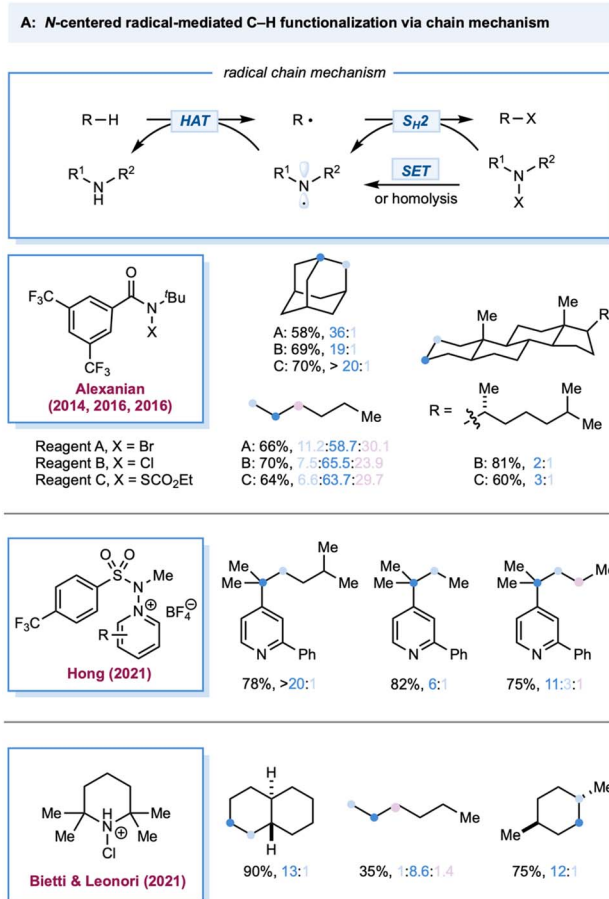 A: N-centered radical-mediated C–H functionalization via chain mechanism
radical chain mechanism
R–H
HAT
R •
SH2
R–X
R¹
R²
N
H
R¹
R²
N
•
SET
or homolysis
R¹
R²
N
X
O
F₃C
N
ᵗBu
X
CF₃
Alexanian
(2014, 2016, 2016)
Reagent A, X = Br
Reagent B, X = Cl
Reagent C, X = SCO₂Et
A: 58%, 36:1
B: 69%, 19:1
C: 70%, > 20:1
Me
A: 66%, 11.2:58.7:30.1
B: 70%, 7.5:65.5:23.9
C: 64%, 6.6:63.7:29.7
Me
Me
R
R =
Me
Me
Me
B: 81%, 2:1
C: 60%, 3:1
O O
S
N
Me
N
⊕
BF₄⊖
F₃C
R
Hong (2021)
Me
Me
Me
Me
N
Ph
78%, >20:1
Me
Me
Me
N
Ph
82%, 6:1
Me
Me
Me
N
Ph
75%, 11:3:1
Me
Me
H
N
⊕
Me
Me
Cl
Bietti & Leonori (2021)
H
H
90%, 13:1
Me
35%, 1:8.6:1.4
Me
Me
75%, 12:1